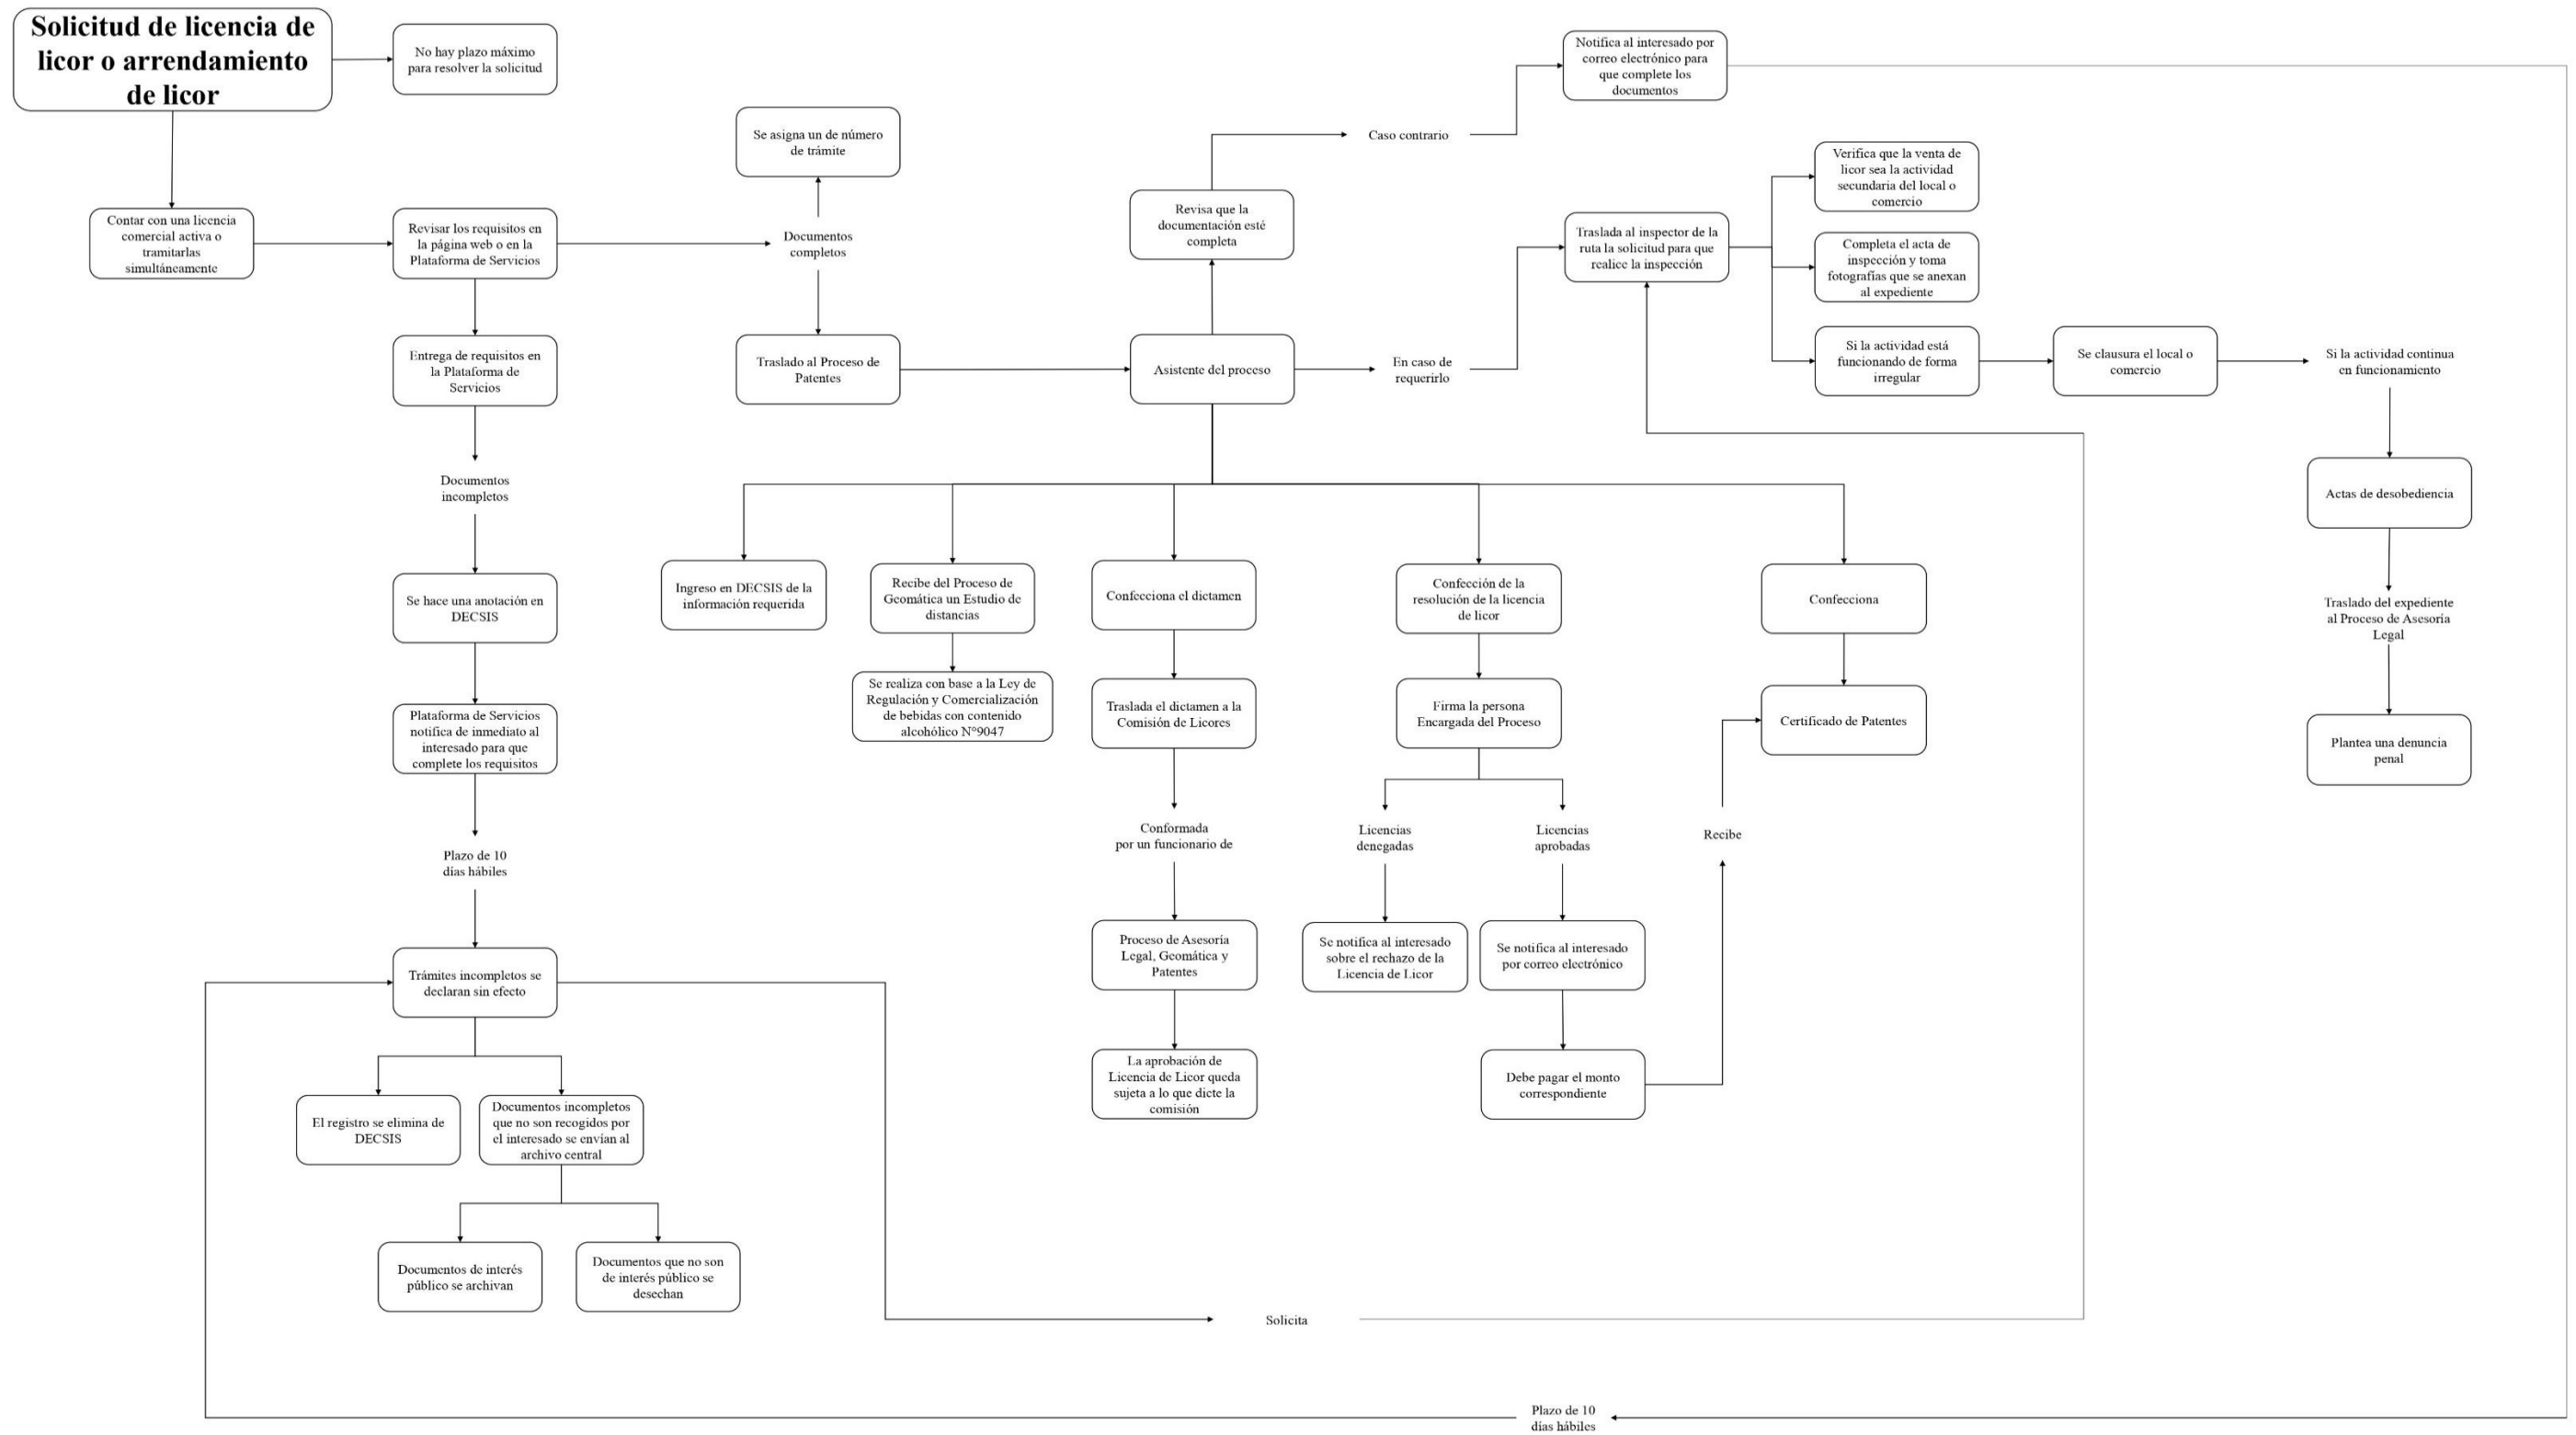 Solicitud de licencia de
licor o arrendamiento
de licor
No hay plazo máximo
para resolver la solicitud
Contar con una licencia
comercial activa o
tramitarlas
simultáneamente
Revisar los requisitos en
la página web o en la
Plataforma de Servicios
Entrega de requisitos en
la Plataforma de
Servicios
Documentos
incompletos
Se hace una anotación en
DECSIS
Plataforma de Servicios
notifica de inmediato al
interesado para que
complete los requisitos
Plazo de 10
días hábiles
Trámites incompletos se
declaran sin efecto
El registro se elimina de
DECSIS
Documentos incompletos
que no son recogidos por
el interesado se envían al
archivo central
Documentos de interés
público se archivan
Documentos que no son
de interés público se
desechan
Se asigna un de número
de trámite
Documentos
completos
Traslado al Proceso de
Patentes
Asistente del proceso
Revisa que la
documentación esté
completa
Caso contrario
Notifica al interesado por
correo electrónico para
que complete los
documentos
En caso de
requerirlo
Traslada al inspector de la
ruta la solicitud para que
realice la inspección
Verifica que la venta de
licor sea la actividad
secundaria del local o
comercio
Completa el acta de
inspección y toma
fotografías que se anexan
al expediente
Si la actividad está
funcionando de forma
irregular
Se clausura el local o
comercio
Si la actividad continua
en funcionamiento
Actas de desobediencia
Traslado del expediente
al Proceso de Asesoría
Legal
Plantea una denuncia
penal
Ingreso en DECSIS de la
información requerida
Recibe del Proceso de
Geomática un Estudio de
distancias
Se realiza con base a la Ley de
Regulación y Comercialización
de bebidas con contenido
alcohólico N°9047
Confecciona el dictamen
Traslada el dictamen a la
Comisión de Licores
Conformada
por un funcionario de
Proceso de Asesoría
Legal, Geomática y
Patentes
La aprobación de
Licencia de Licor queda
sujeta a lo que dicte la
comisión
Confección de la
resolución de la licencia
de licor
Firma la persona
Encargada del Proceso
Licencias
denegadas
Se notifica al interesado
sobre el rechazo de la
Licencia de Licor
Licencias
aprobadas
Se notifica al interesado
por correo electrónico
Debe pagar el monto
correspondiente
Recibe
Confecciona
Certificado de Patentes
Solicita
Plazo de 10
días hábiles